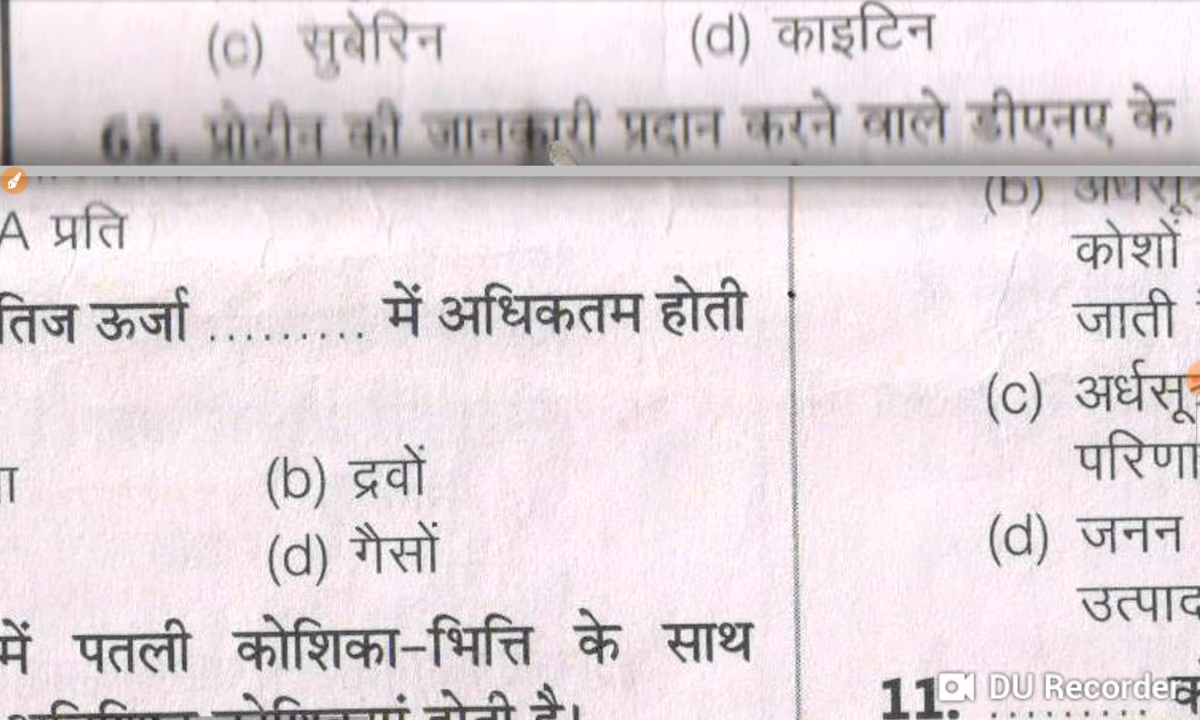 (c) सुबेरिन (d) काइटिन
63. प्रोटीन की जानकारी प्रदान करने वाले डीएनए के
A प्रति
तिज ऊर्जा ......... में अधिकतम होती
(b) द्रवों
(d) गैसों
में पतली कोशिका-भित्ति के साथ
होती है।
(b)
कोशों
जाती
(c) अर्धसू
परिणा
(d) जनन
उत्पाद
11. .........
DU Recorder